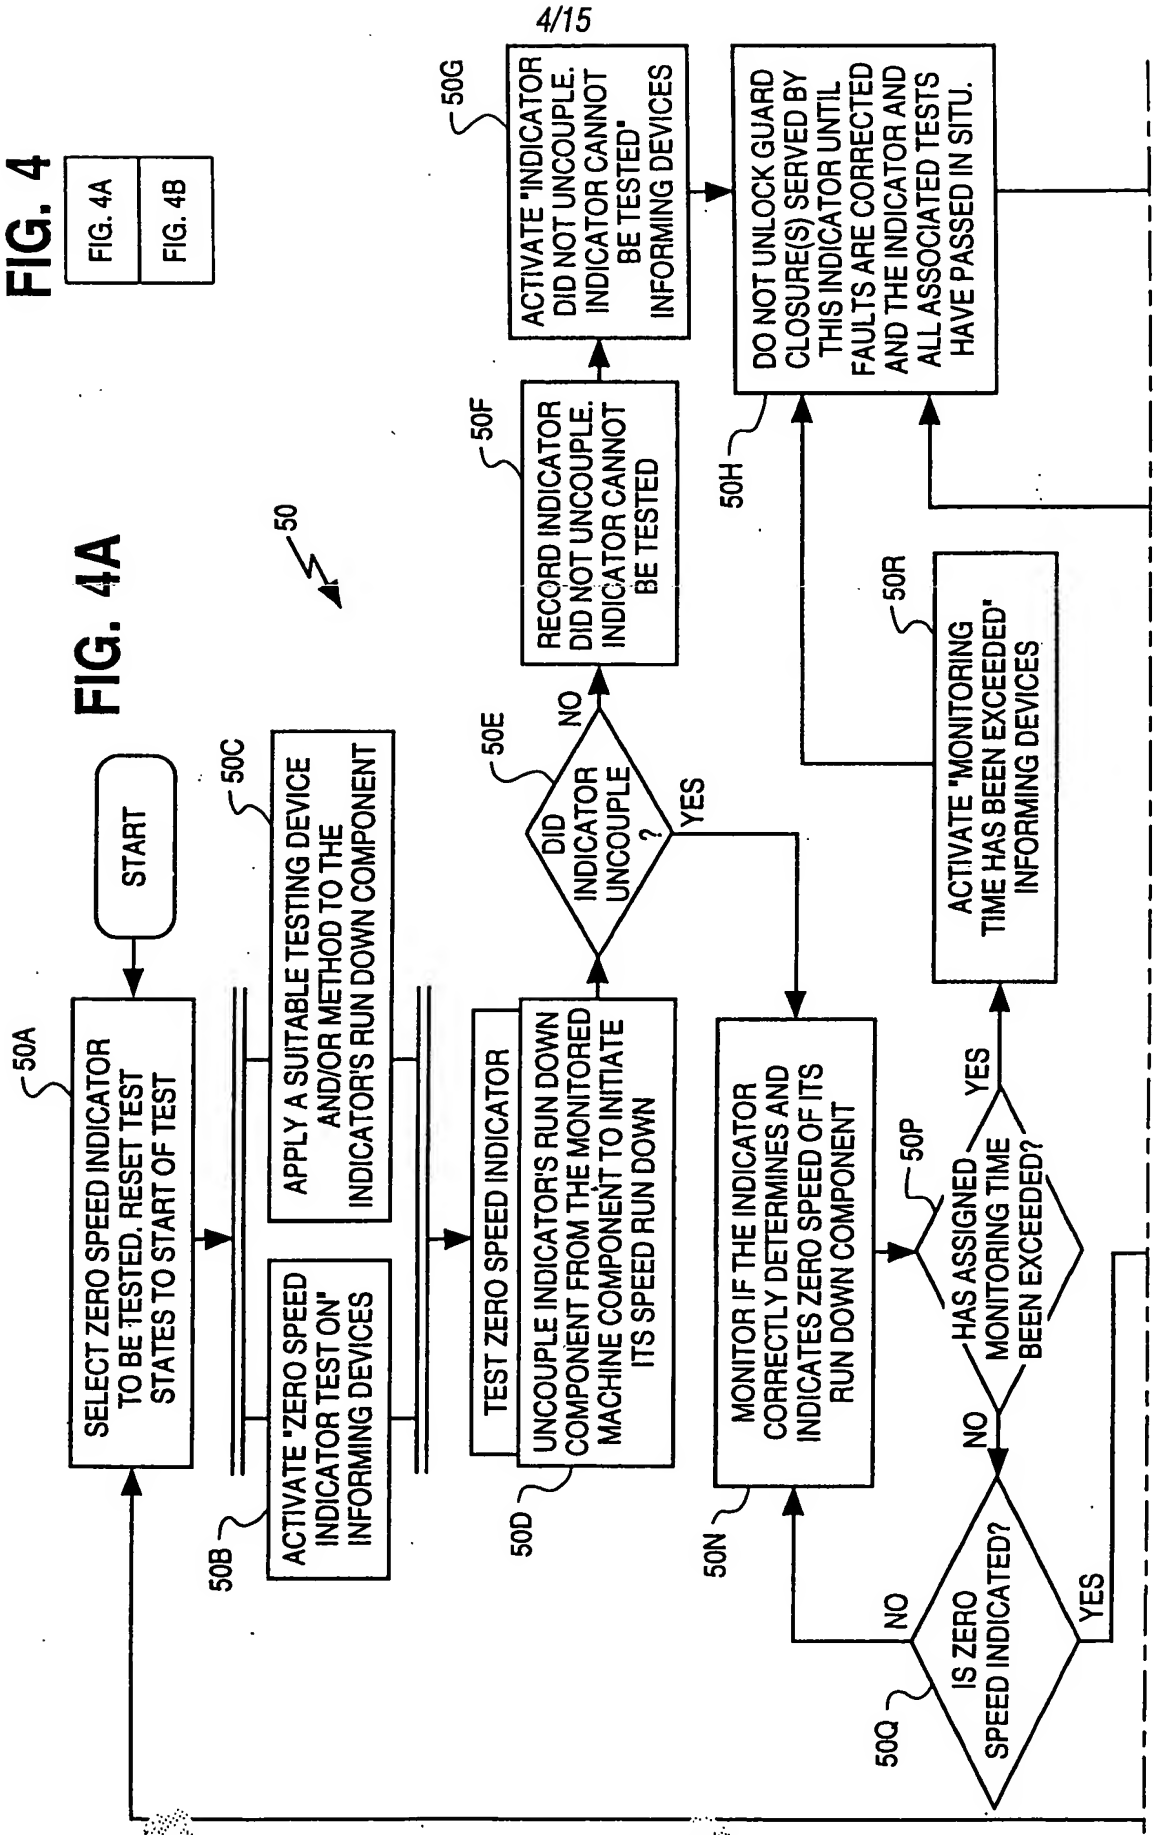 4/15
FIG. 4
FIG. 4A
FIG. 4B
FIG. 4A
50
START
50A
SELECT ZERO SPEED INDICATOR
TO BE TESTED. RESET TEST
STATES TO START OF TEST
50B
ACTIVATE "ZERO SPEED
INDICATOR TEST ON"
INFORMING DEVICES
50C
APPLY A SUITABLE TESTING DEVICE
AND/OR METHOD TO THE
INDICATOR'S RUN DOWN COMPONENT
TEST ZERO SPEED INDICATOR
50D
UNCOUPLE INDICATOR'S RUN DOWN
COMPONENT FROM THE MONITORED
MACHINE COMPONENT TO INITIATE
ITS SPEED RUN DOWN
50E
DID
INDICATOR
UNCOUPLE
?
NO
YES
50F
RECORD INDICATOR
DID NOT UNCOUPLE.
INDICATOR CANNOT
BE TESTED
50G
ACTIVATE "INDICATOR
DID NOT UNCOUPLE.
INDICATOR CANNOT
BE TESTED"
INFORMING DEVICES
50H
DO NOT UNLOCK GUARD
CLOSURE(S) SERVED BY
THIS INDICATOR UNTIL
FAULTS ARE CORRECTED
AND THE INDICATOR AND
ALL ASSOCIATED TESTS
HAVE PASSED IN SITU.
50N
MONITOR IF THE INDICATOR
CORRECTLY DETERMINES AND
INDICATES ZERO SPEED OF ITS
RUN DOWN COMPONENT
50P
HAS ASSIGNED
MONITORING TIME
BEEN EXCEEDED?
YES
NO
50R
ACTIVATE "MONITORING
TIME HAS BEEN EXCEEDED"
INFORMING DEVICES
50Q
IS ZERO
SPEED INDICATED?
NO
YES